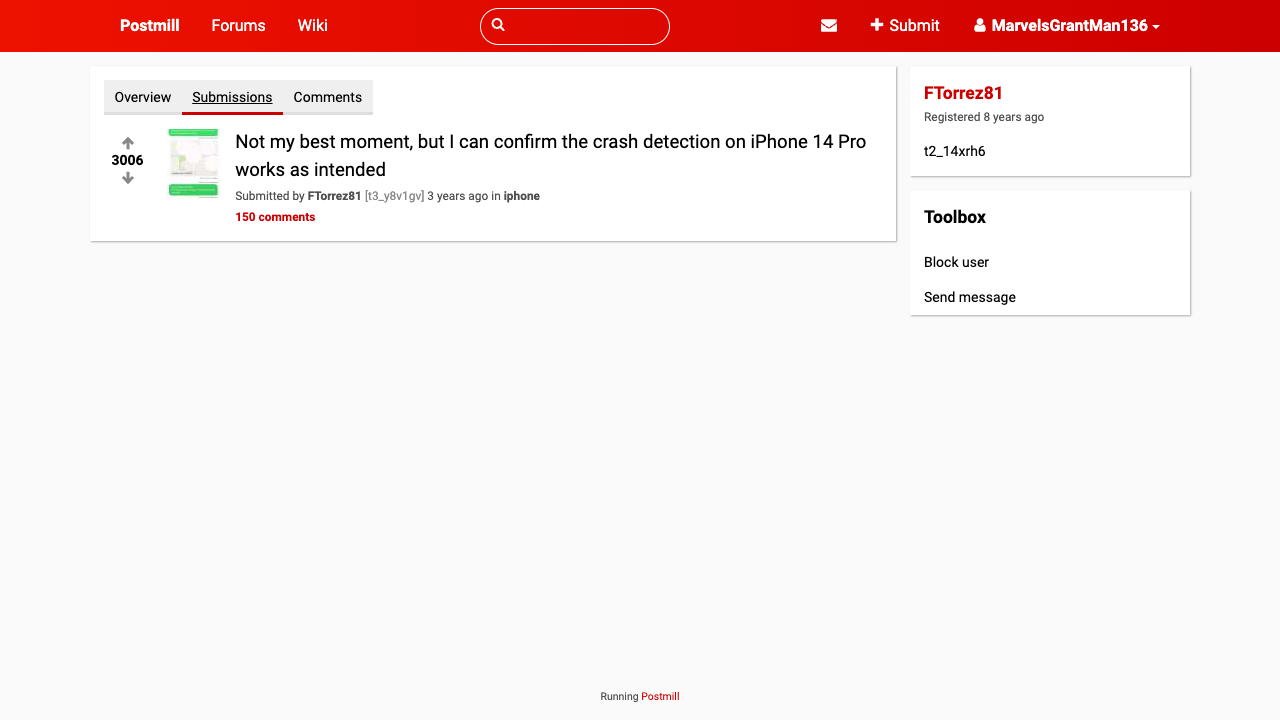 Postmill
Forums
Wiki
Submit
MarvelsGrantMan136
Overview
Submissions
Comments
3006
Not my best moment, but I can confirm the crash detection on iPhone 14 Pro
works as intended
Submitted by FTorrez81 [t3_y8v1gv] 3 years ago in iphone
150 comments
FTorrez81
Registered 8 years ago
t2_14xrh6
Toolbox
Block user
Send message
Running Postmill